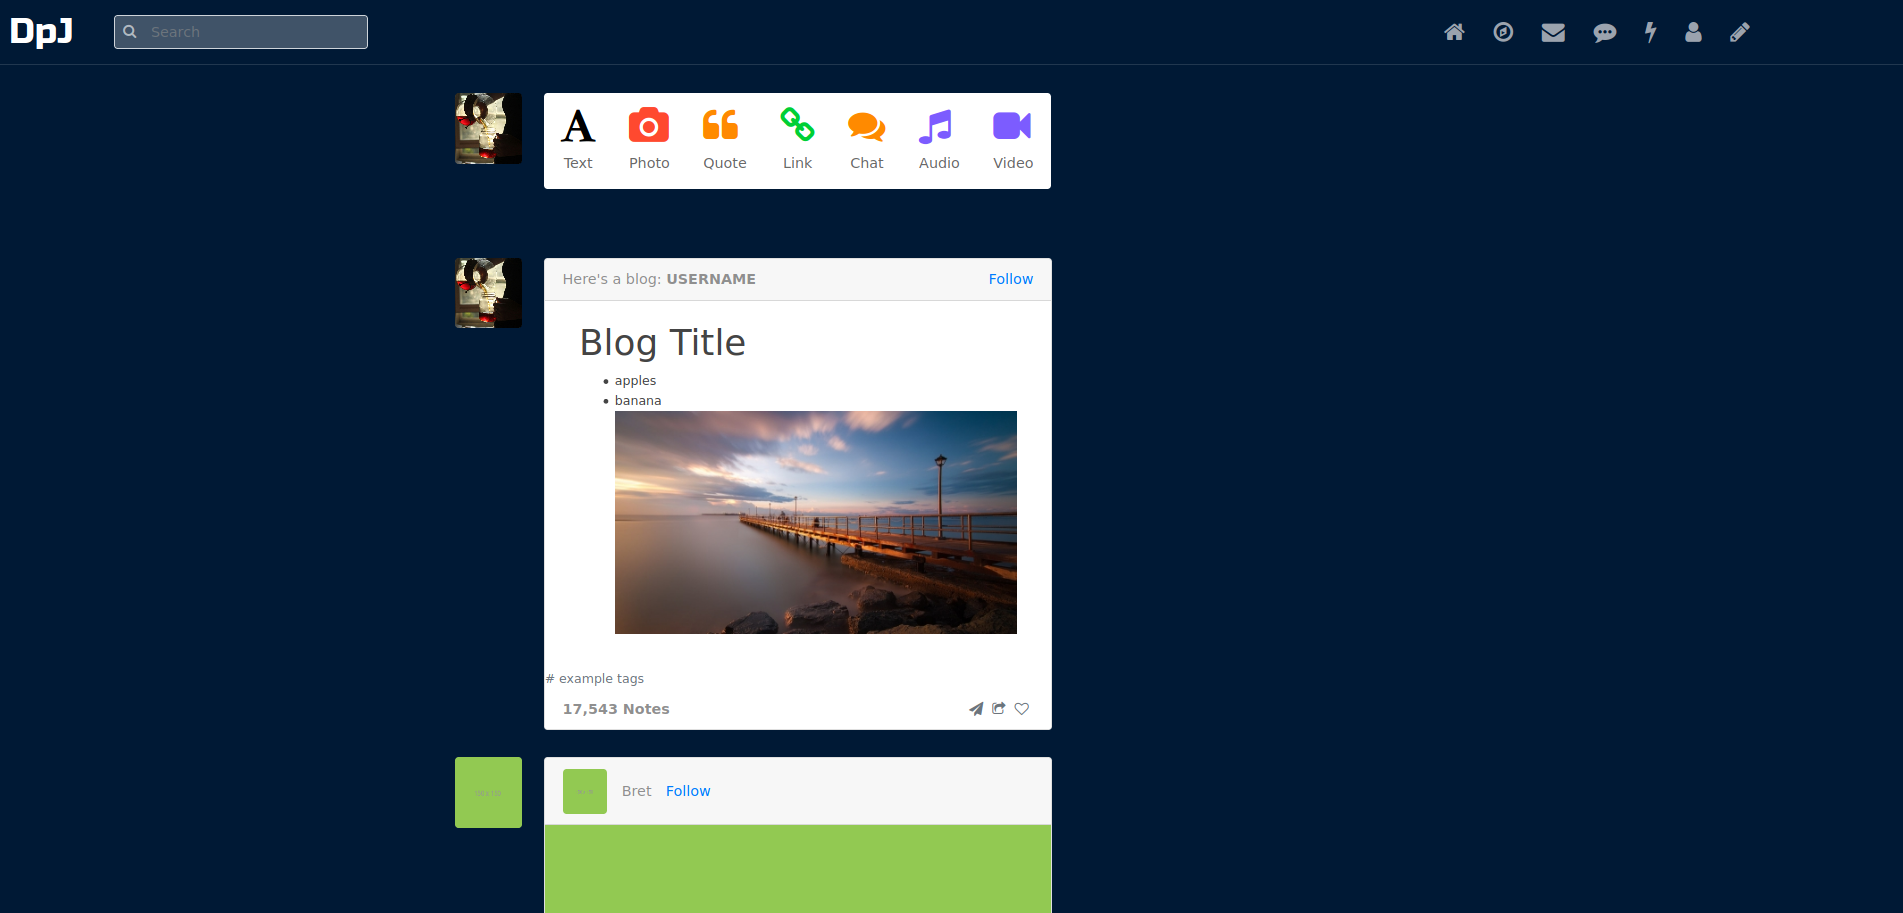 DpJ
Search
Text Photo Quote Link Chat Audio Video
Here's a blog: USERNAME Follow
Blog Title
apples
banana
# example tags
17,543 Notes
Bret Follow